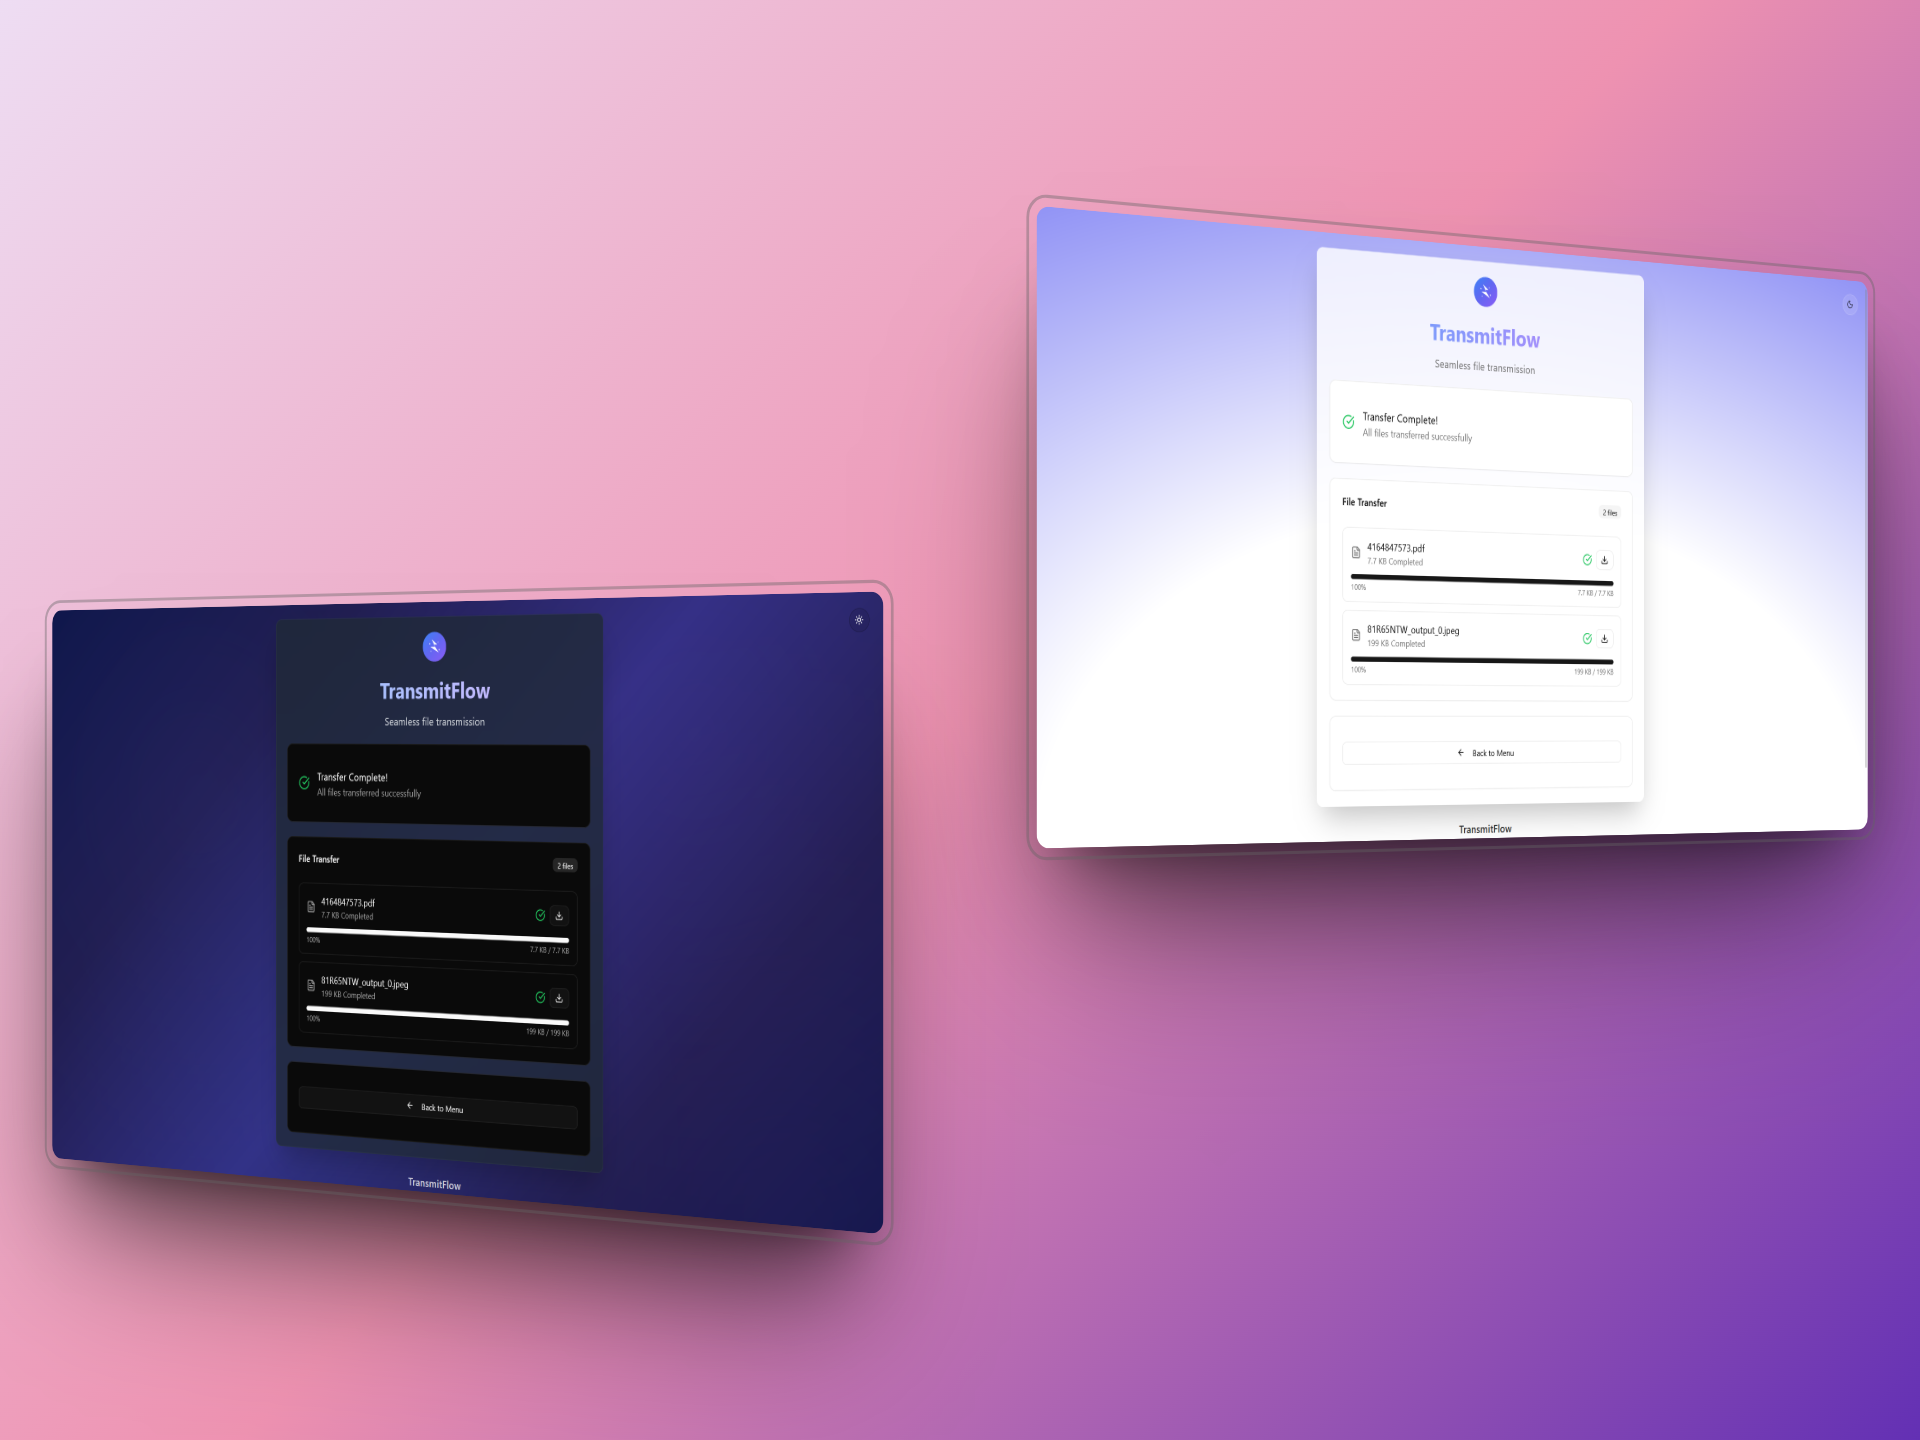 TransmitFlow
Seamless file transmission
Transfer Complete!
All files transferred successfully
File Transfer
2 files
4164847573.pdf
7.7 KB Completed
100%
7.7 KB / 7.7 KB
81R65NTW_output_0.jpeg
199 KB Completed
100%
199 KB / 199 KB
Back to Menu
TransmitFlow
TransmitFlow
Seamless file transmission
Transfer Complete!
All files transferred successfully
File Transfer
2 files
4164847573.pdf
7.7 KB Completed
100%
7.7 KB / 7.7 KB
81R65NTW_output_0.jpeg
199 KB Completed
100%
199 KB / 199 KB
Back to Menu
TransmitFlow